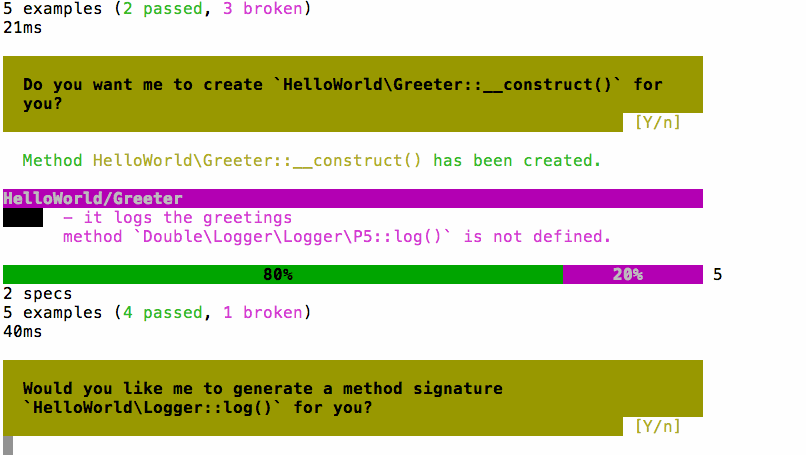 5 examples (2 passed, 3 broken)
21ms
Do you want me to create `HelloWorld\Greeter::__construct()` for
you?
[Y/n]
Method HelloWorld\Greeter::__construct() has been created.
HelloWorld/Greeter
– it logs the greetings
method `Double\Logger\Logger\P5::log()` is not defined.
80% 20% 5
2 specs
5 examples (4 passed, 1 broken)
40ms
Would you like me to generate a method signature
`HelloWorld\Logger::log()` for you?
[Y/n]